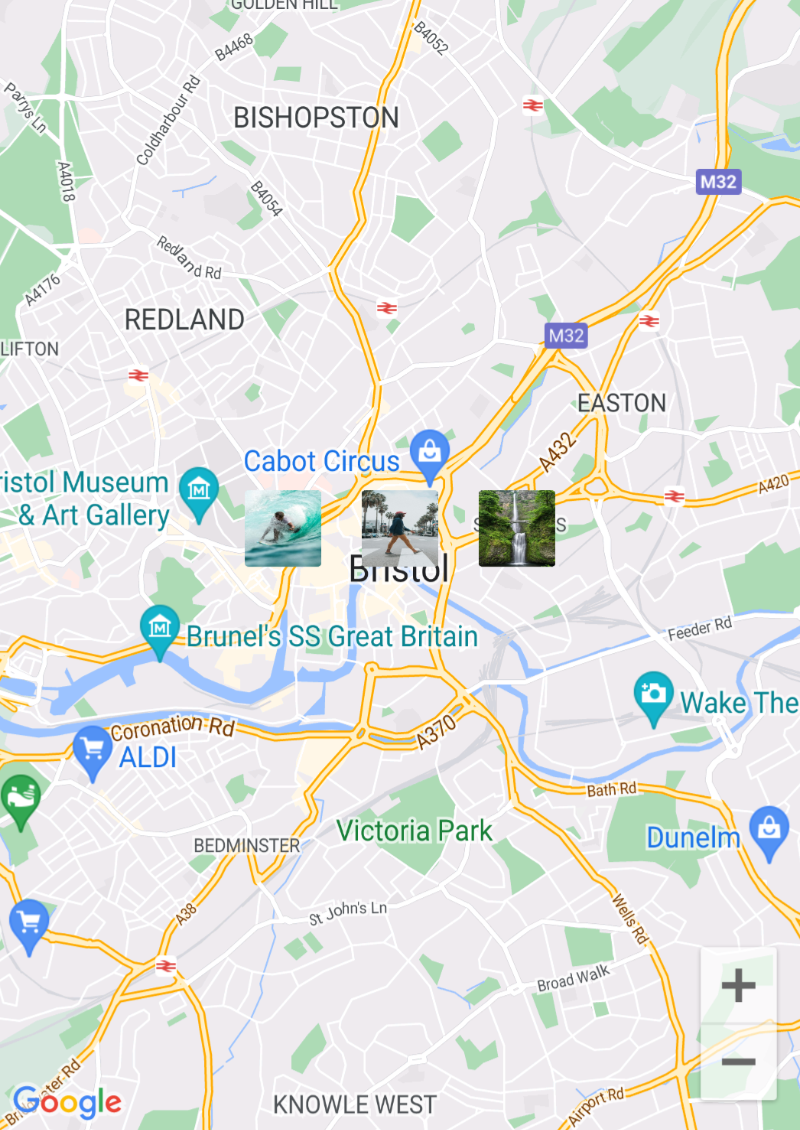 GOLDEN HILL
B4052
B4468
Parrys Ln
Coldharbour Rd
BISHOPSTON
A4018
M32
B4054
Redland Rd
A4176
REDLAND
M32
LIFTON
EASTON
Cabot Circus
A432
ristol Museum
& Art Gallery
A420
S
Bristol
Brunel's SS Great Britain
Feeder Rd
Wake The
Coronation Rd
A370
ALDI
Bath Rd
Victoria Park
Dunelm
BEDMINSTER
A38
St John's Ln
Wells Rd
Broad Walk
+
−
Google
KNOWLE WEST
Airport Rd